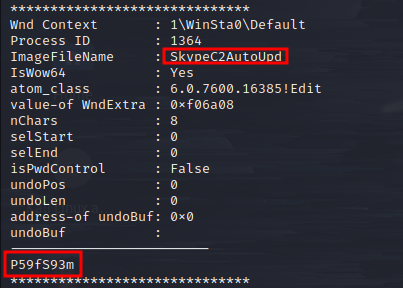 ******************************
Wnd Context : 1\WinSta0\Default
Process ID : 1364
ImageFileName : SkypeC2AutoUpd
IsWow64 : Yes
atom_class : 6.0.7600.16385!Edit
value-of WndExtra : 0×f06a08
nChars : 8
selStart : 0
selEnd : 0
isPwdControl : False
undoPos : 0
undoLen : 0
address-of undoBuf: 0×0
undoBuf :
-------------------------
P59fS93m
******************************